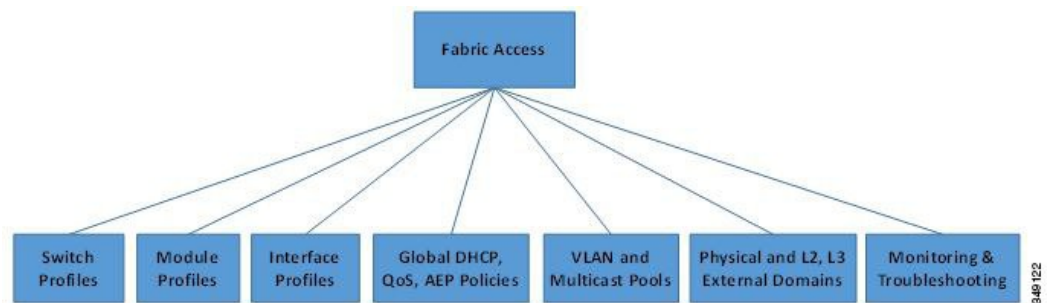 Fabric Access
Switch
Profiles
Module
Profiles
Interface
Profiles
Global DHCP,
QoS, AEP Policies
VLAN and
Multicast Pools
Physical and L2, L3
External Domains
Monitoring &
Troubleshooting
349122